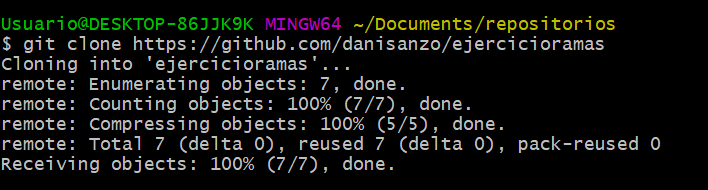 Usuario@DESKTOP-86JJK9K MINGW64 ~/Documents/repositorios
$ git clone https://github.com/danisanzo/ejercicioramas
Cloning into 'ejercicioramas'...
remote: Enumerating objects: 7, done.
remote: Counting objects: 100% (7/7), done.
remote: Compressing objects: 100% (5/5), done.
remote: Total 7 (delta 0), reused 7 (delta 0), pack-reused 0
Receiving objects: 100% (7/7), done.